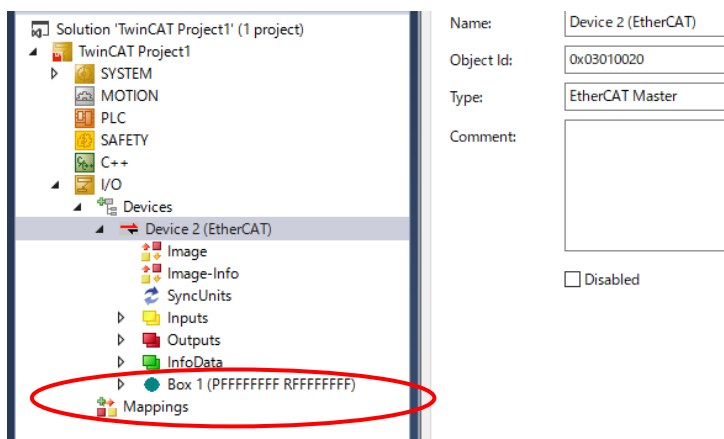 Solution 'TwinCAT Project1' (1 project)
TwinCAT Project1
SYSTEM
MOTION
PLC
SAFETY
C++
I/O
Devices
Device 2 (EtherCAT)
Image
Image-Info
SyncUnits
Inputs
Outputs
InfoData
Box 1 (PFFFFFFFF RFFFFFFFF)
Mappings
Name: Device 2 (EtherCAT)
Object Id: 0x03010020
Type: EtherCAT Master
Comment:
Disabled